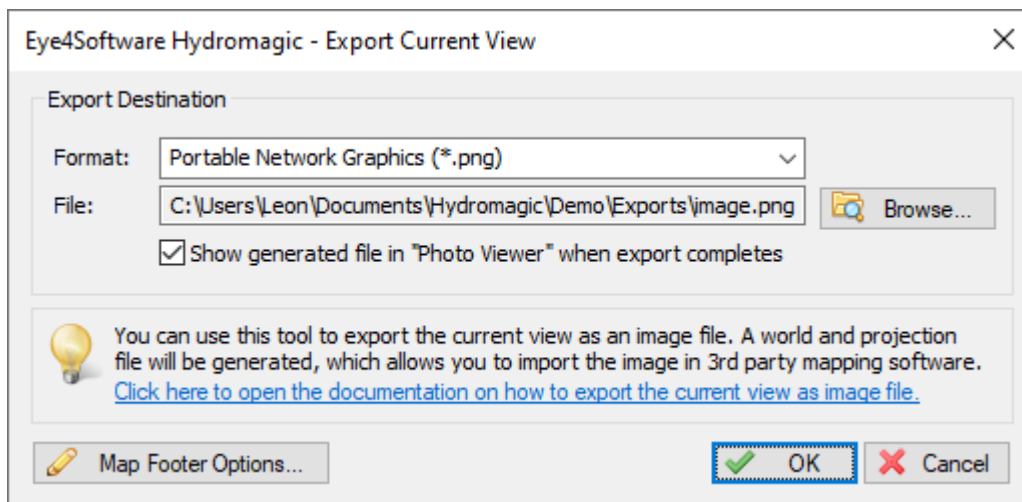 Eye4Software Hydromagic - Export Current View
Export Destination
Format: Portable Network Graphics (*.png)
File: C:\Users\Leon\Documents\Hydromagic\Demo\Exports\image.png Browse...
Show generated file in "Photo Viewer" when export completes
You can use this tool to export the current view as an image file. A world and projection
file will be generated, which allows you to import the image in 3rd party mapping software.
Click here to open the documentation on how to export the current view as image file.
Map Footer Options... OK Cancel